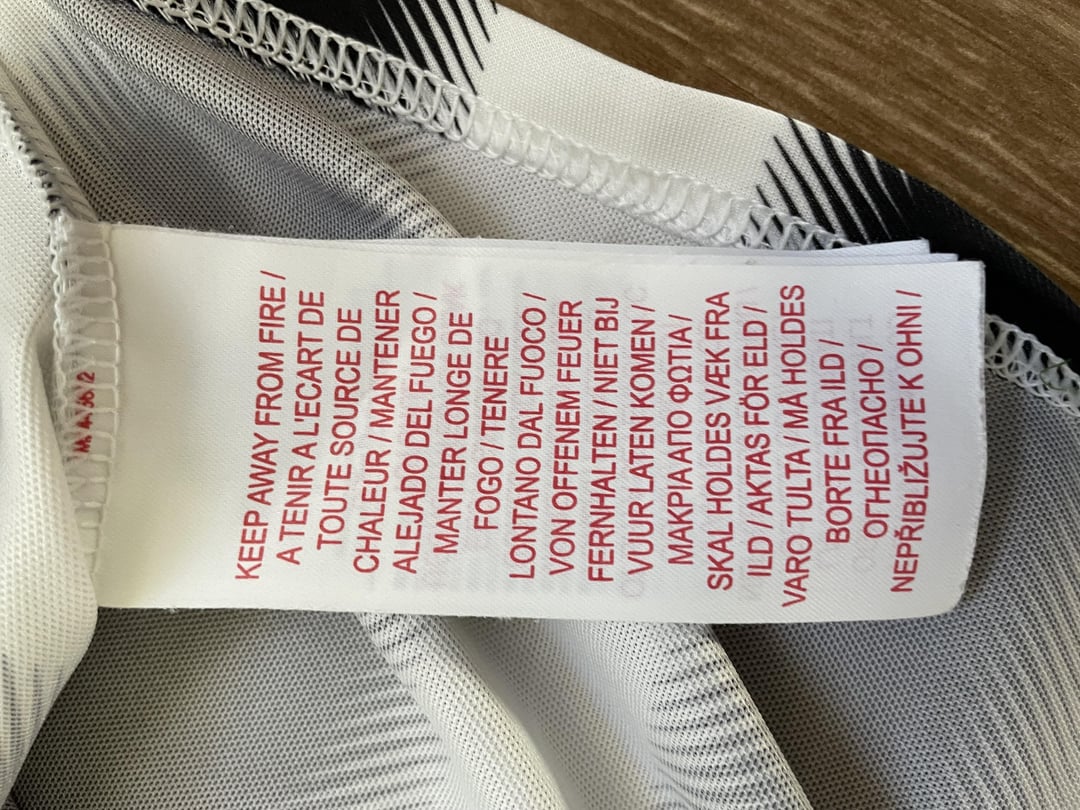 KEEP AWAY FROM FIRE /
A TENIR A L'ECART DE
TOUTE SOURCE DE
CHALEUR / MANTENER
ALEJADO DEL FUEGO /
MANTER LONGE DE
FOGO / TENERE
LONTANO DAL FUOCO /
VON OFFENEM FEUER
FERNHALTEN / NIET BIJ
VUUR LATEN KOMEN /
ΜΑΚΡΙΑ ΑΠΟ ΦΩΤΙΑ /
SKAL HOLDES VÆK FRA
ILD / AKTAS FÖR ELD /
VARO TULTA / MÅ HOLDES
BORTE FRA ILD /
ОГНЕОПАСНО /
NEPŘIBLIŽUJTE K OHNI /